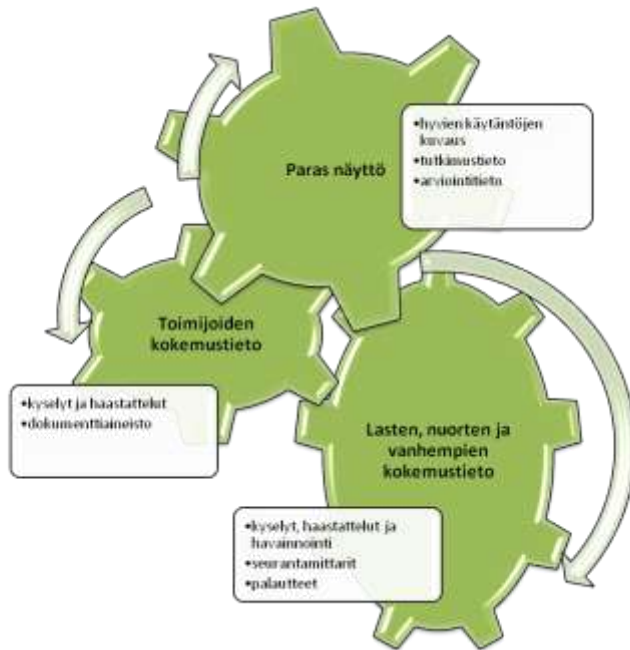 Paras näyttö
•hyvien käytäntöjen
kuvaus
•tutkimustieto
•arviointitieto
Toimijoiden
kokemustieto
•kyselyt ja haastattelut
•dokumenttiaineisto
Lasten, nuorten ja
vanhempien
kokemustieto
•kyselyt, haastattelut ja
havainnointi
•seurantamittarit
•palautteet